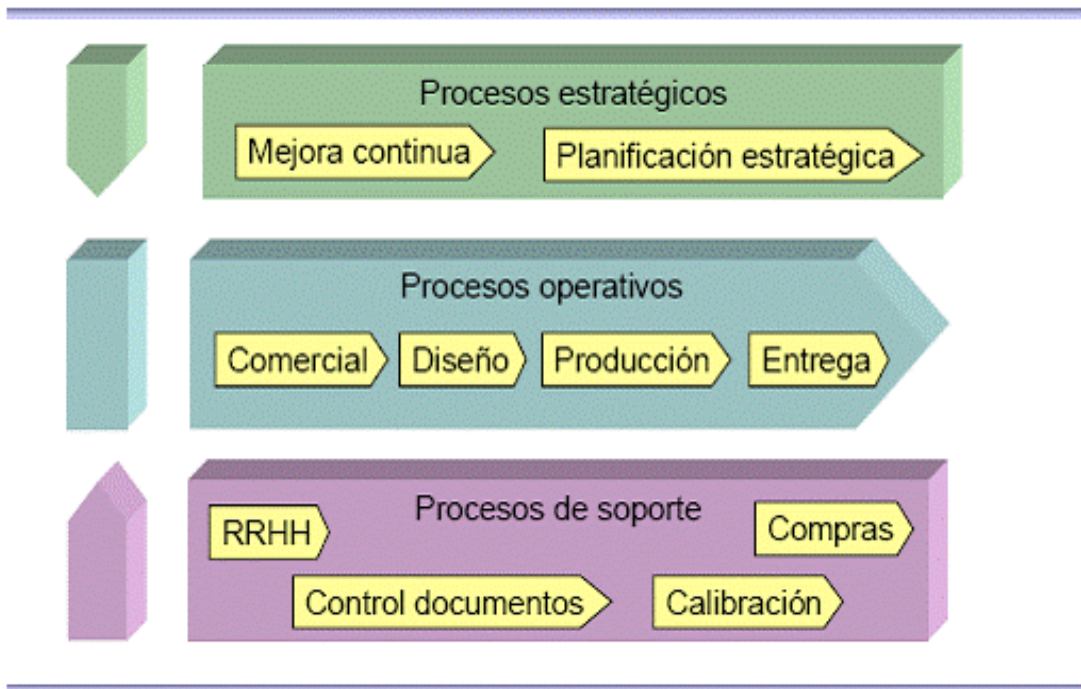 Procesos estratégicos
Mejora continua
Planificación estratégica
Procesos operativos
Comercial
Diseño
Producción
Entrega
Procesos de soporte
RRHH
Compras
Control documentos
Calibración